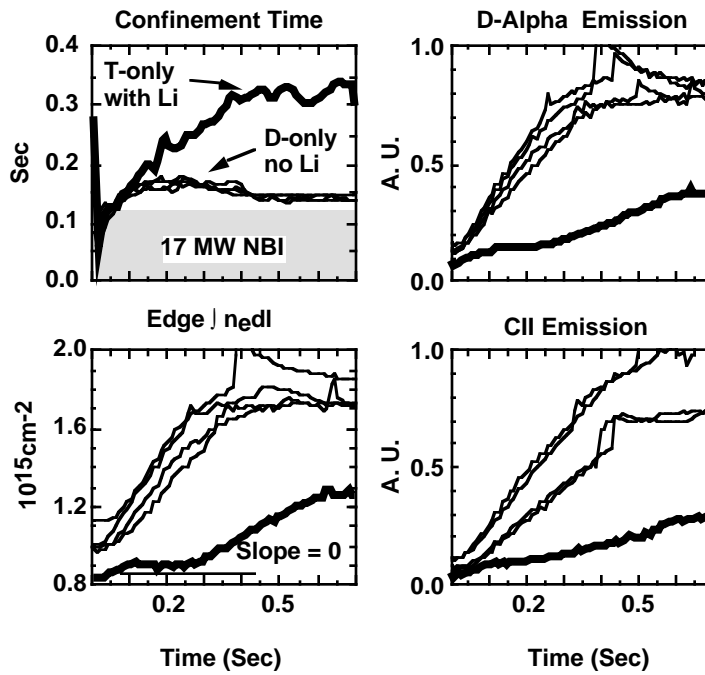 Confinement Time
0.4
0.3
0.2
0.1
0.0
Sec
T-only
with Li
D-only
no Li
17 MW NBI
D-Alpha Emission
1.0
0.5
0.0
A. U.
Edge ∫ nedl
2.0
1.6
1.2
0.8
1015cm-2
Slope = 0
0.2
0.5
Time (Sec)
CII Emission
1.0
0.5
0.0
A. U.
0.2
0.5
Time (Sec)